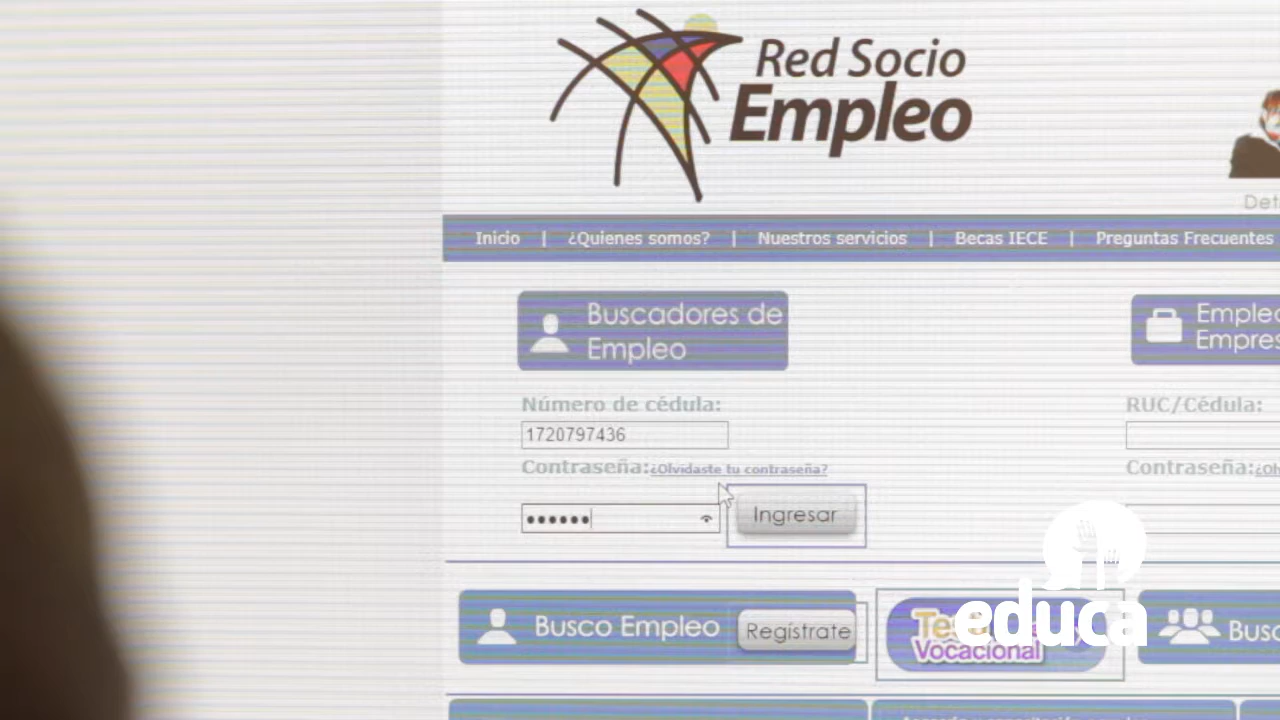 Red Socio
Empleo
Inicio | ¿Quienes somos? | Nuestros servicios | Becas IECE | Preguntas Frecuentes
Buscadores de
Empleo
Número de cédula:
1720797436
Contraseña:¿Olvidaste tu contraseña?
Ingresar
RUC/Cédula:
Contraseña:
Busco Empleo
Regístrate
Vocacional
educa